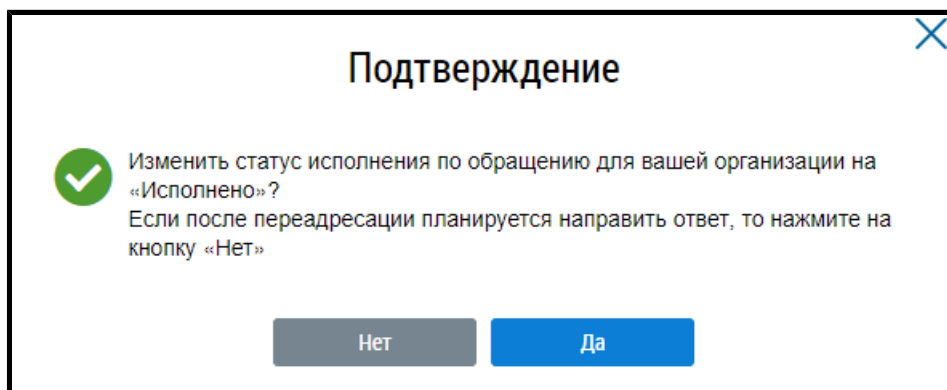 Подтверждение
Изменить статус исполнения по обращению для вашей организации на
«Исполнено»?
Если после переадресации планируется направить ответ, то нажмите на
кнопку «Нет»
Нет
Да